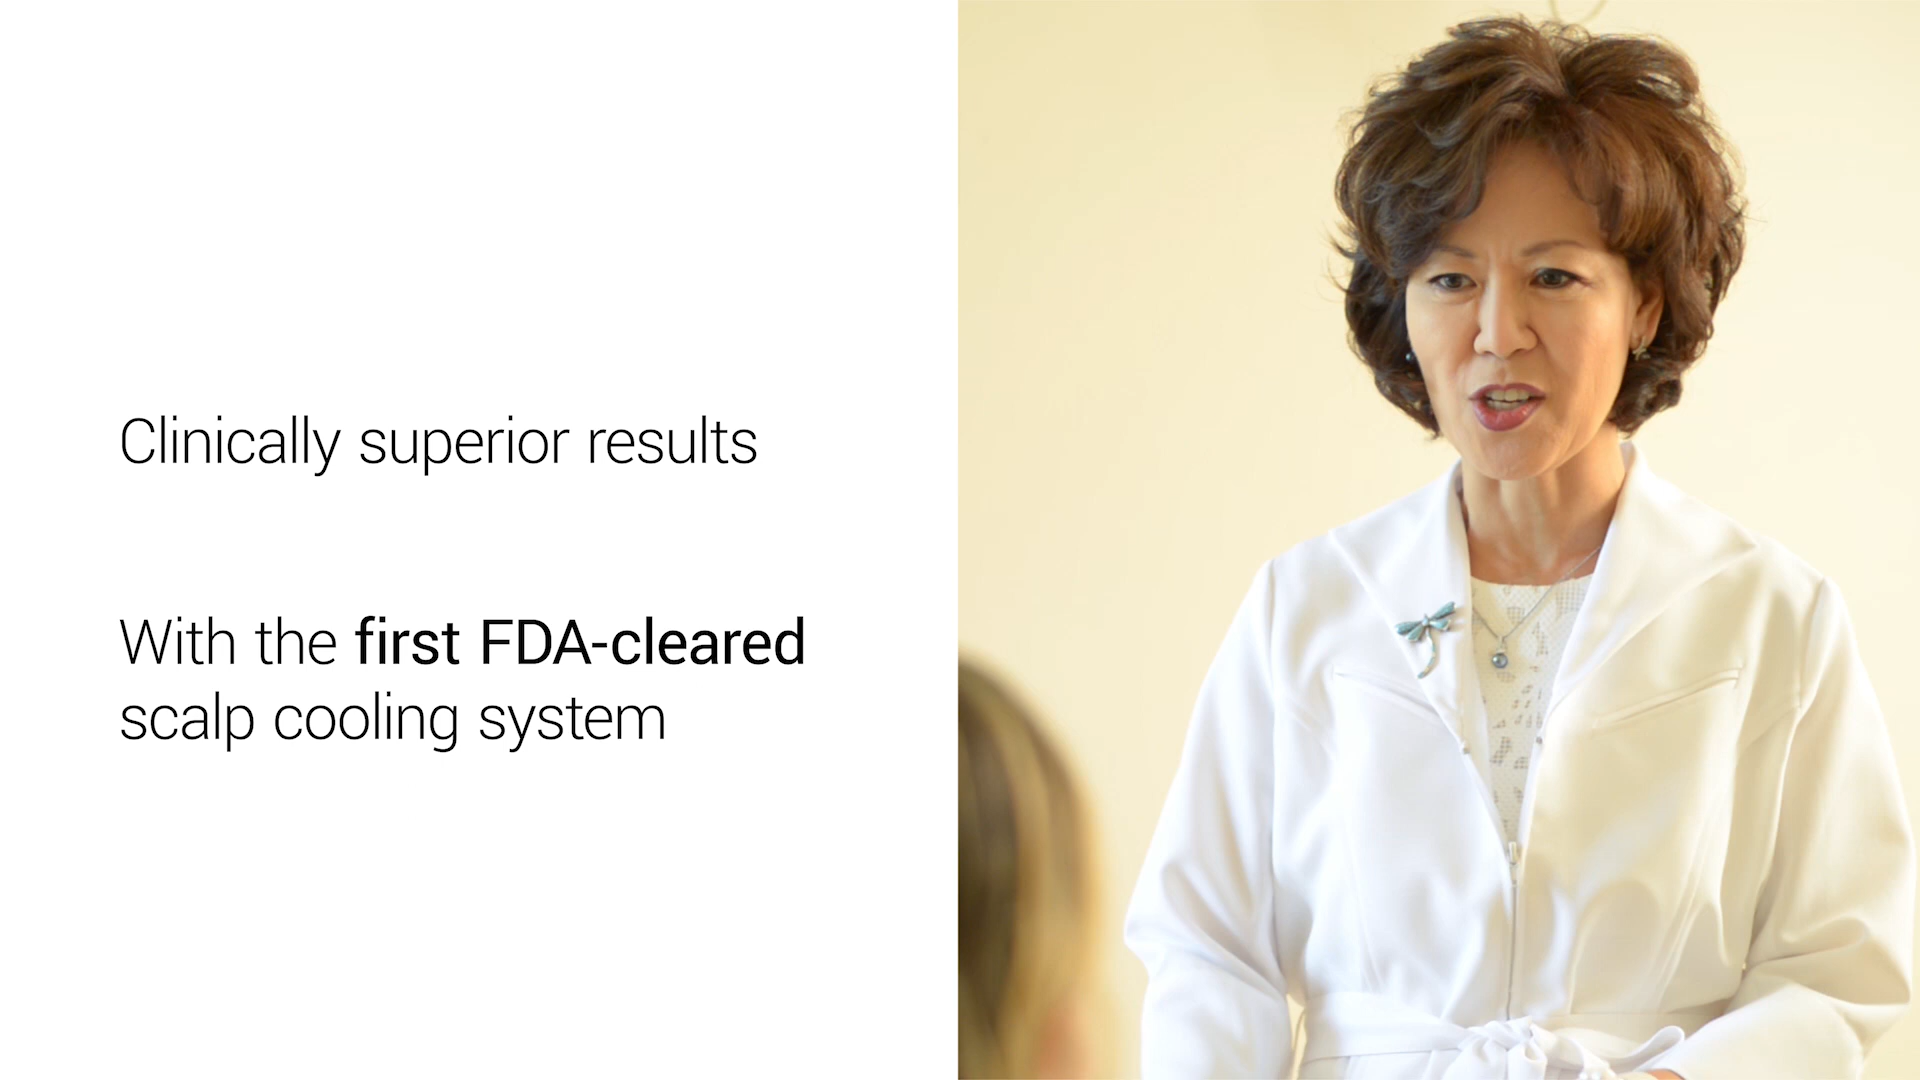 Clinically superior results
With the first FDA-cleared
scalp cooling system